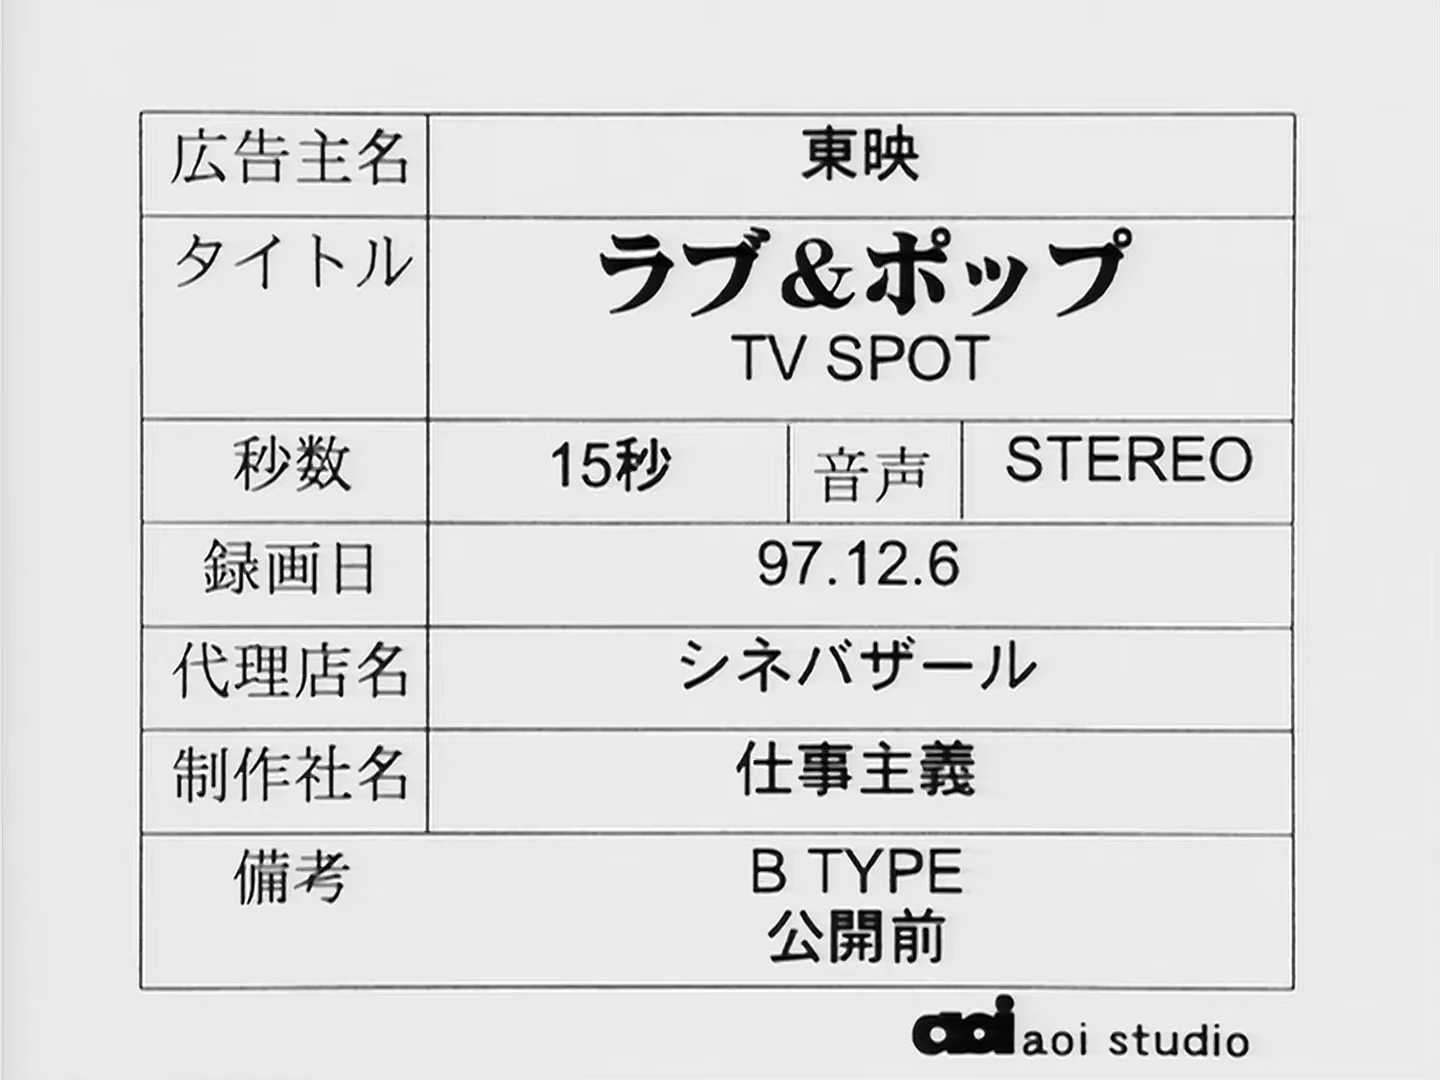 広告主名 東映
タイトル ラブ&ポップ
TV SPOT
秒数 15秒 音声 STEREO
録画日 97.12.6
代理店名 シネバザール
制作社名 仕事主義
備考 B TYPE
公開前
aoi aoi studio